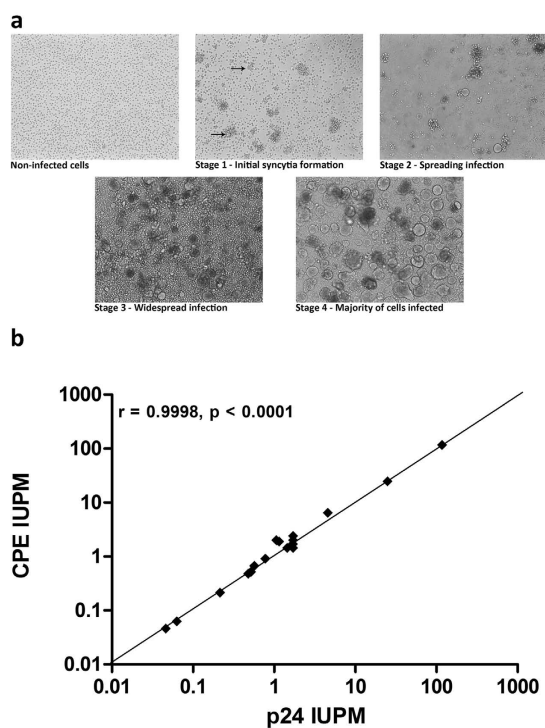 a
Non-infected cells
Stage 1 - Initial syncytia formation
Stage 2 - Spreading infection
Stage 3 - Widespread infection
Stage 4 - Majority of cells infected
b
r = 0.9998, p < 0.0001
CPE IUPM
1000
100
10
1
0.1
0.01
0.01 0.1 1 10 100 1000
p24 IUPM